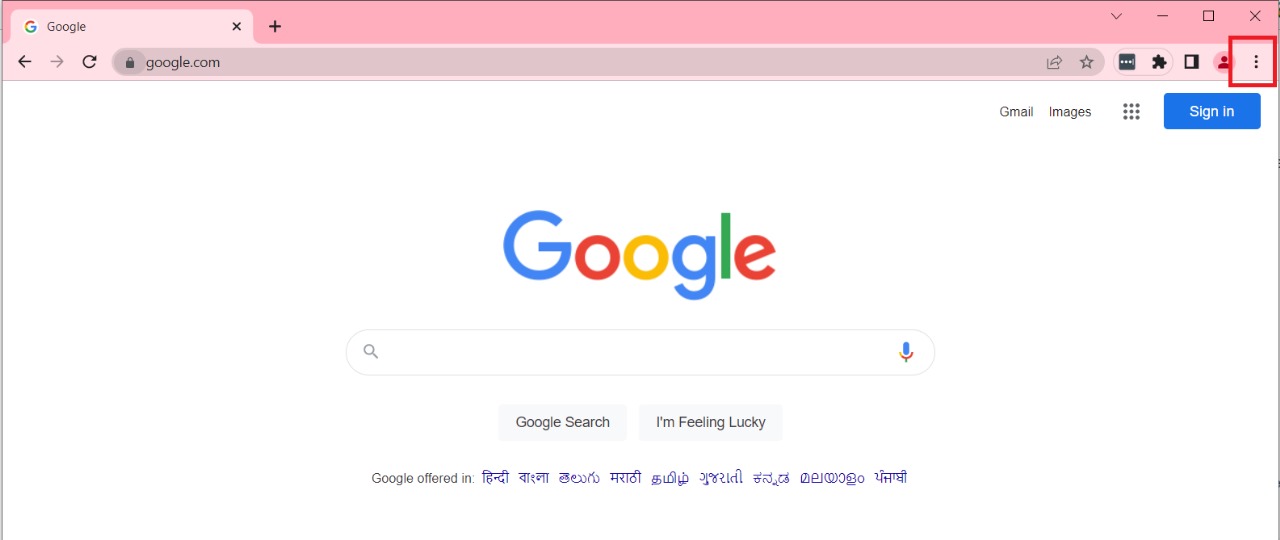 Google
google.com
Gmail Images Sign in
Google
Google Search I'm Feeling Lucky
Google offered in: हिन्दी বাংলা తెలుగు मराठी தமிழ் ગુજરાતી ಕನ್ನಡ മലയാളം ਪੰਜਾਬੀ